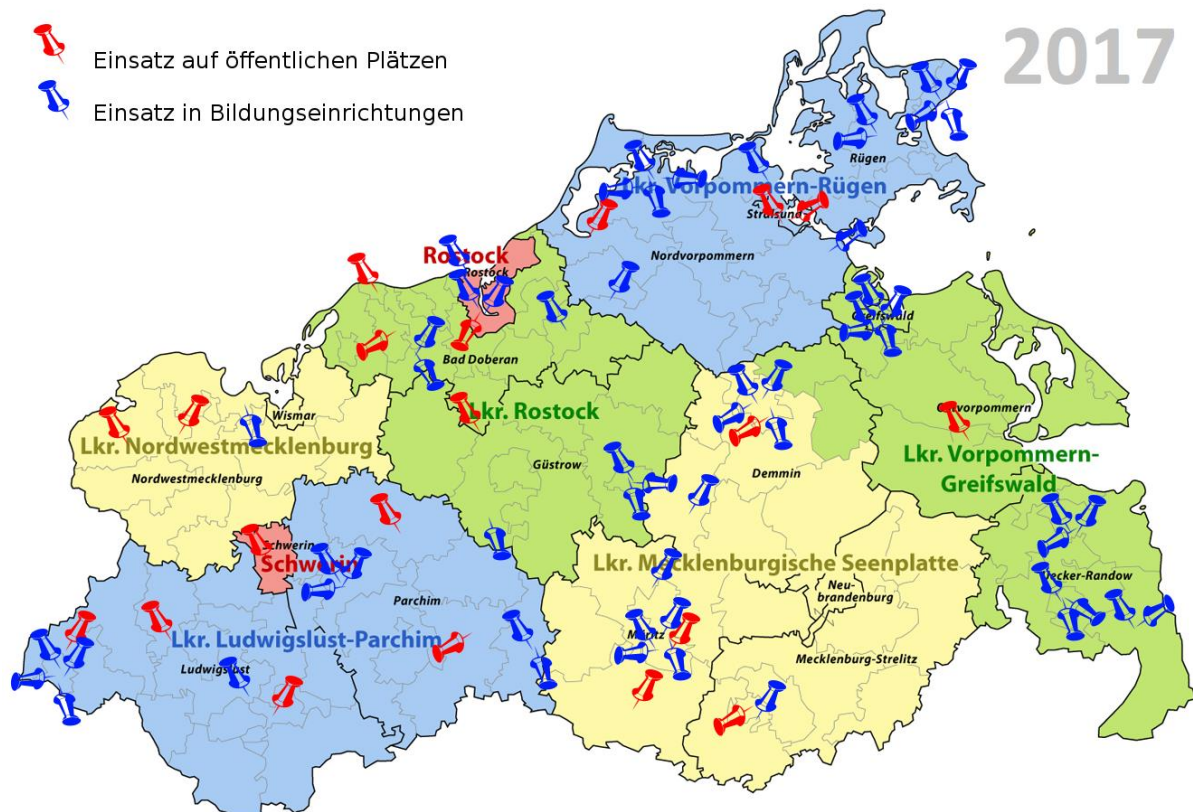 2017
Einsatz auf öffentlichen Plätzen
Einsatz in Bildungseinrichtungen
Rügen
Lkr. Vorpommern-Rügen
Stralsund
Nordvorpommern
Rostock
Rostock
Greifswald
Bad Doberan
Wismar
Lkr. Rostock
Ostvorpommern
Lkr. Nordwestmecklenburg
Nordwestmecklenburg
Güstrow
Demmin
Lkr. Vorpommern-
Greifswald
Schwerin
Schwerin
Lkr. Mecklenburgische Seenplatte
Uecker-Randow
Neu-
brandenburg
Parchim
Lkr. Ludwigslust-Parchim
Müritz
Mecklenburg-Strelitz
Ludwigslust